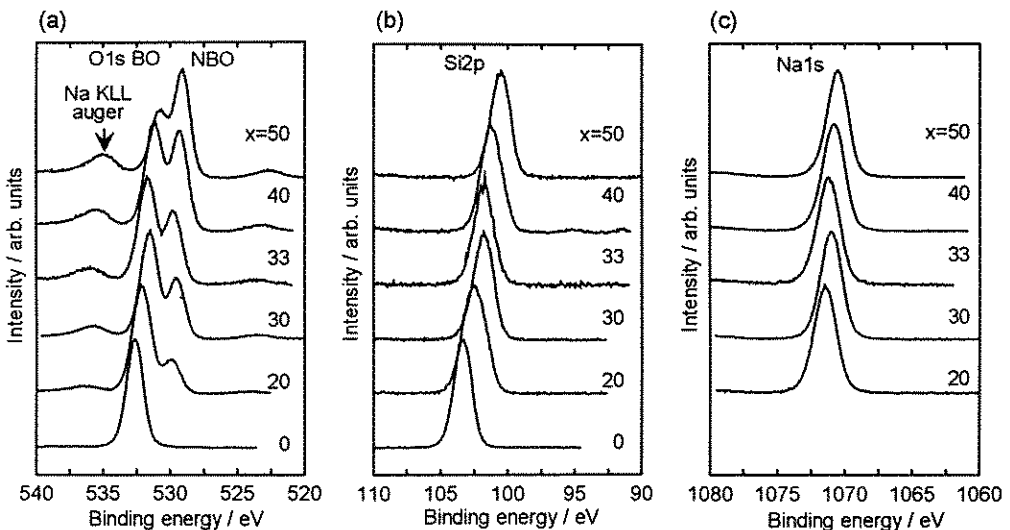 (a)
O1s BO NBO
Na KLL
auger
x=50
40
33
30
20
0
Intensity / arb. units
540 535 530 525 520
Binding energy / eV
(b)
Si2p
x=50
40
33
30
20
0
Intensity / arb. units
110 105 100 95 90
Binding energy / eV
(c)
Na1s
x=50
40
33
30
20
Intensity / arb. units
1080 1075 1070 1065 1060
Binding energy / eV